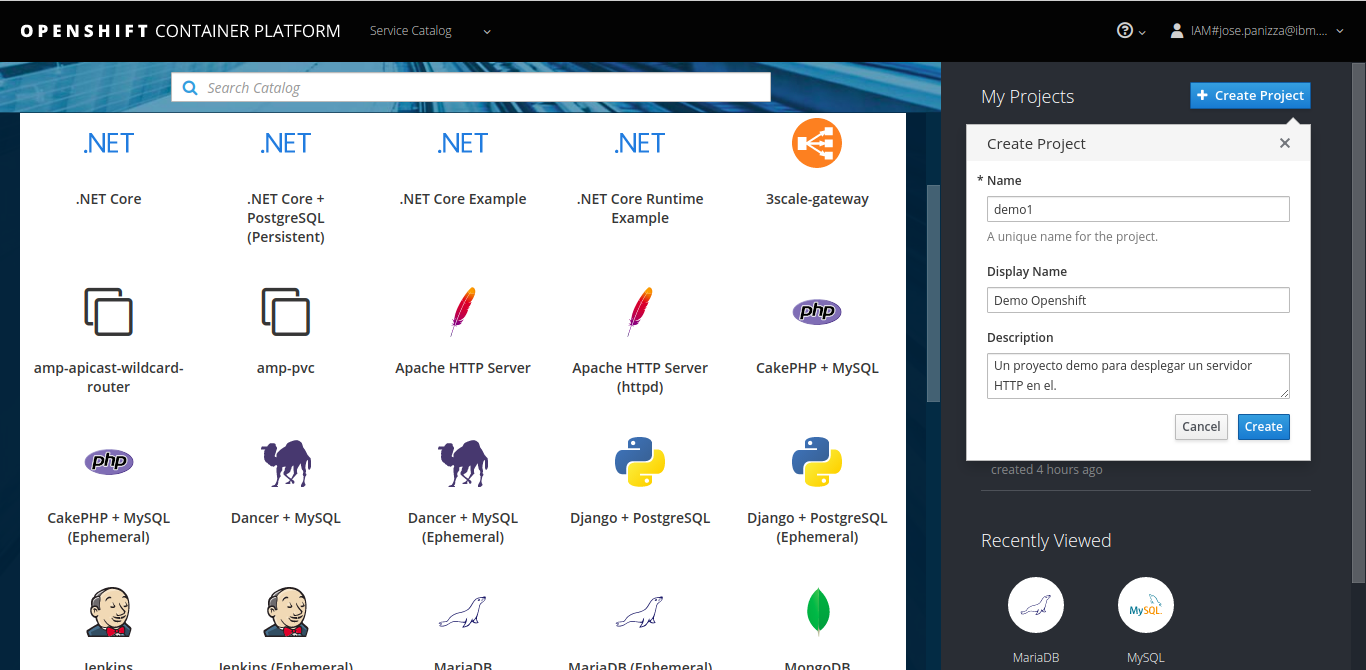 OPENSHIFT CONTAINER PLATFORM
Service Catalog
IAM#jose.panizza@ibm....
Search Catalog
My Projects
Create Project
.NET
.NET
.NET
.NET
.NET Core
.NET Core +
PostgreSQL
(Persistent)
.NET Core Example
.NET Core Runtime
Example
3scale-gateway
php
amp-apicast-wildcard-
router
amp-pvc
Apache HTTP Server
Apache HTTP Server
(httpd)
CakePHP + MySQL
php
CakePHP + MySQL
(Ephemeral)
Dancer + MySQL
Dancer + MySQL
(Ephemeral)
Django + PostgreSQL
Django + PostgreSQL
(Ephemeral)
Jenkins
Jenkins (Ephemeral)
MariaDB
MariaDB (Ephemeral)
MongoDB
Create Project
* Name
demo1
A unique name for the project.
Display Name
Demo Openshift
Description
Un proyecto demo para desplegar un servidor
HTTP en el.
Cancel
Create
created 4 hours ago
Recently Viewed
MySQL
MariaDB
MySQL